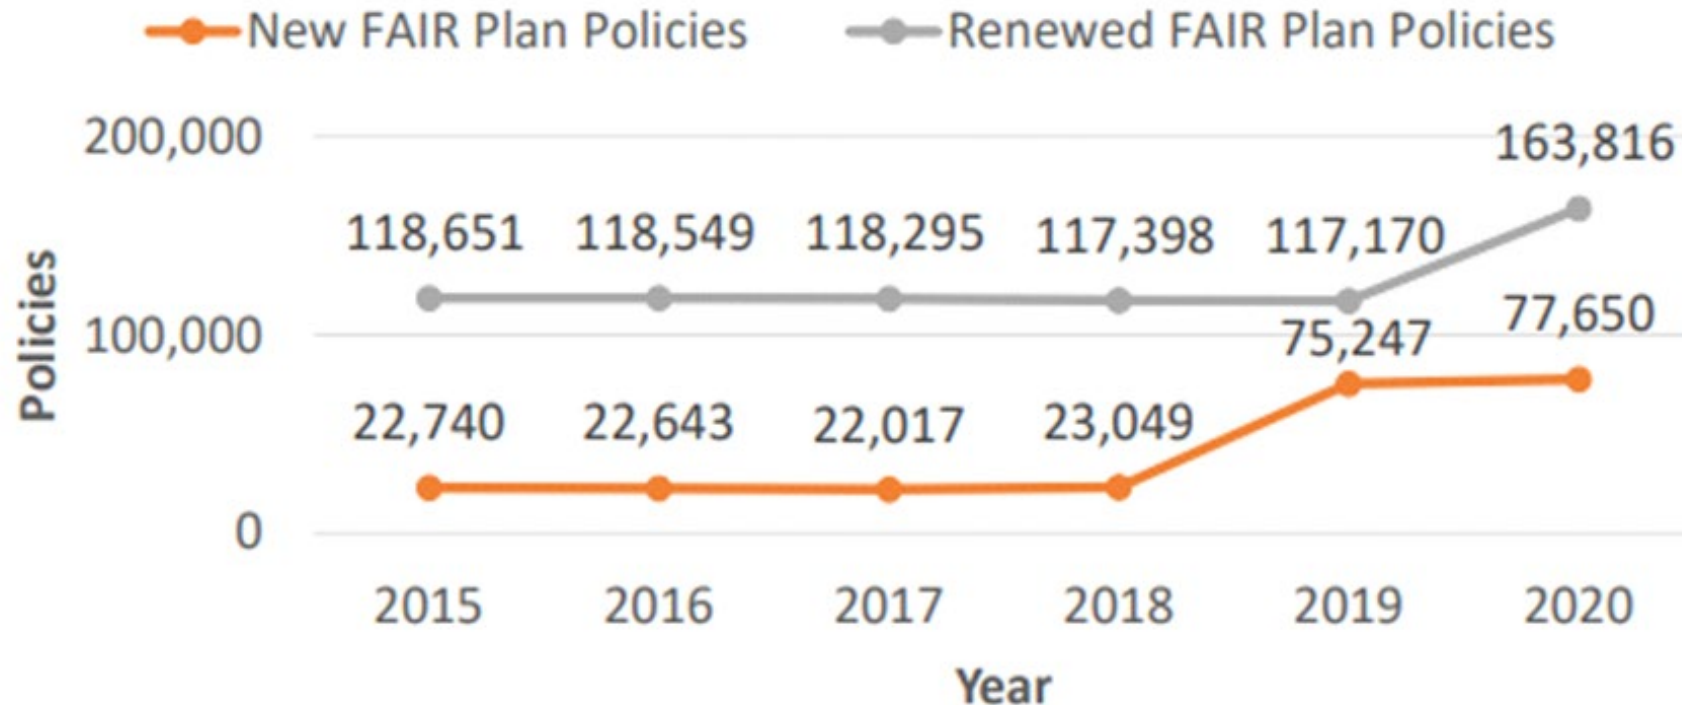 New FAIR Plan Policies Renewed FAIR Plan Policies
200,000
163,816
118,651 118,549 118,295 117,398 117,170
77,650
100,000
75,247
22,740 22,643 22,017 23,049
0
2015 2016 2017 2018 2019 2020
Policies
Year